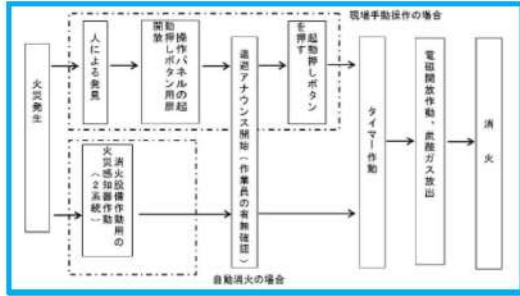 現場手動操作の場合
火災発生
人による発見
操作パネルの起
動押しボタン用扉
開放
退避アナウンス開始(作業員の有無確認)
起動押しボタン
を押す
タイマー作動
電磁開放作動、炭酸ガス放出
消火
消火設備作動用の
火災感知器作動
(2系統)
自動消火の場合